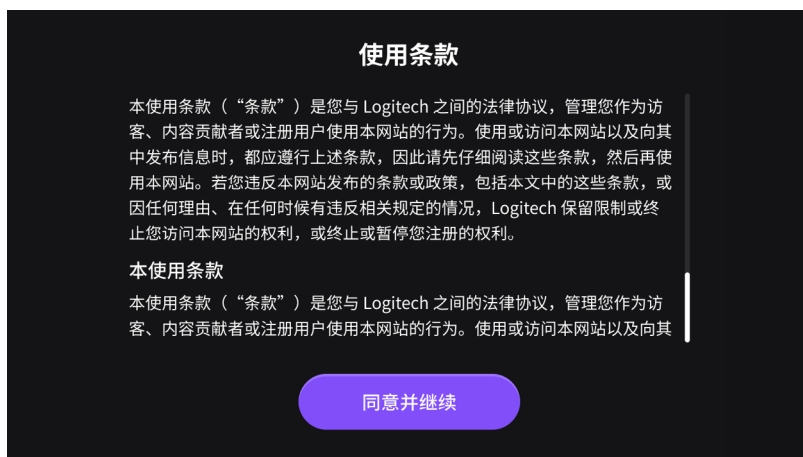 使用条款
本使用条款（“条款”）是您与 Logitech 之间的法律协议，管理您作为访
客、内容贡献者或注册用户使用本网站的行为。使用或访问本网站以及向其
中发布信息时，都应遵行上述条款，因此请先仔细阅读这些条款，然后再使
用本网站。若您违反本网站发布的条款或政策，包括本文中的这些条款，或
因任何理由、在任何时候有违反相关规定的情况，Logitech 保留限制或终
止您访问本网站的权利，或终止或暂停您注册的权利。
本使用条款
本使用条款（“条款”）是您与 Logitech 之间的法律协议，管理您作为访
客、内容贡献者或注册用户使用本网站的行为。使用或访问本网站以及向其
同意并继续